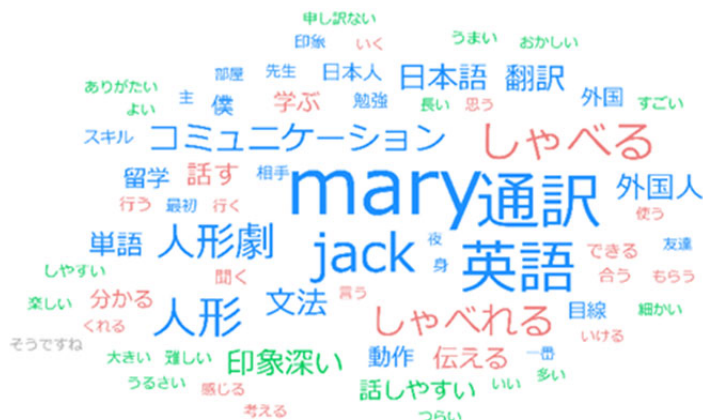 申し訳ない
印象 いく うまい おかしい
部屋 先生 日本人 日本語 翻訳
ありがたい 主 僕 学ぶ 勉強 長い 思う 外国 すごい
よい
スキル コミュニケーション しゃべる
留学 話す 相手 mary 通訳 外国人
行う 最初 行く 使う
単語 人形劇 jack 夜 身 英語 できる 友達
しやすい 聞く 合う もらう
楽しい 分かる 人形 文法 言う しゃべれる 目線 細かい
くれる いける
そうですね 大きい 難しい 印象深い 動作 伝える 一番
うるさい 感じる 話しやすい いい 多い
考える つらい